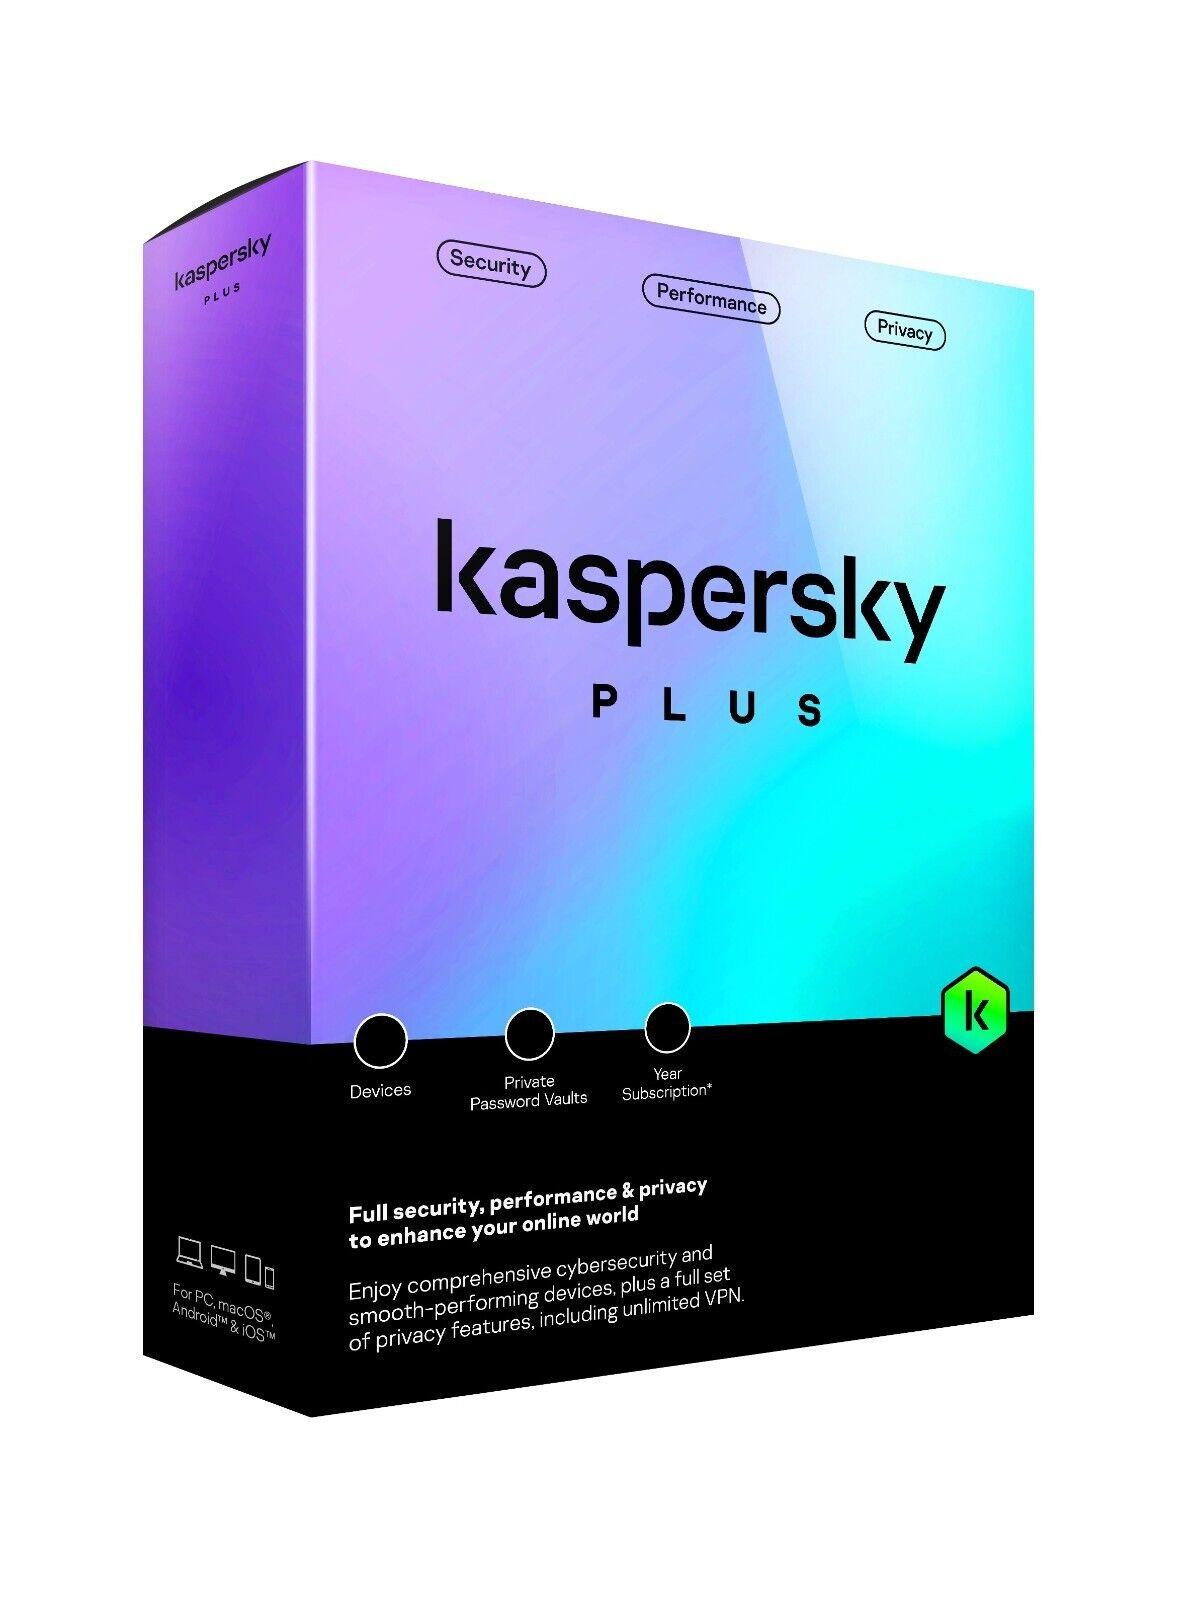 kaspersky
PLUS
Security
Performance
Privacy
kaspersky
PLUS
k
Devices
Private
Password Vaults
Year
Subscription*
Full security, performance & privacy
to enhance your online world
Enjoy comprehensive cybersecurity and
smooth-performing devices, plus a full set
of privacy features, including unlimited VPN.
For PC, macOS®,
Android™ & iOS™